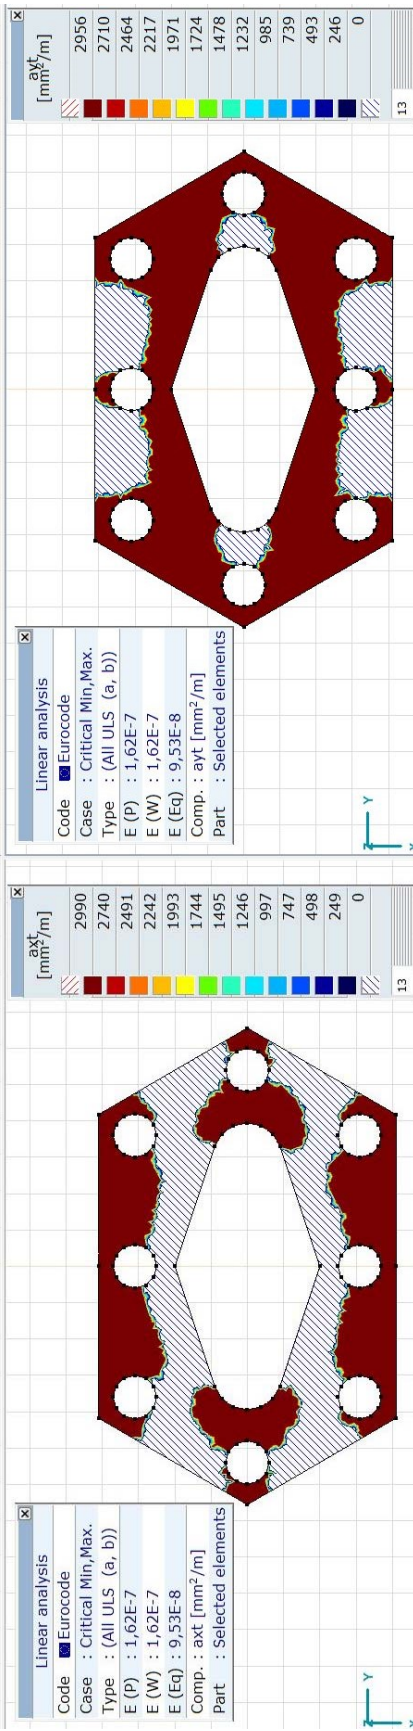 Linear analysis
Code : Eurocode
Case : Critical Min,Max.
Type : (All ULS (a, b))
E (P) : 1,62E-7
E (W) : 1,62E-7
E (Eq) : 9,53E-8
Comp. : axt [mm²/m]
Part : Selected elements
axt
[mm²/m]
2990
2740
2491
2242
1993
1744
1495
1246
997
747
498
249
0
13
Y
X
Z
Linear analysis
Code : Eurocode
Case : Critical Min,Max.
Type : (All ULS (a, b))
E (P) : 1,62E-7
E (W) : 1,62E-7
E (Eq) : 9,53E-8
Comp. : ayt [mm²/m]
Part : Selected elements
ayt
[mm²/m]
2956
2710
2464
2217
1971
1724
1478
1232
985
739
493
246
0
13
Y
X
Z